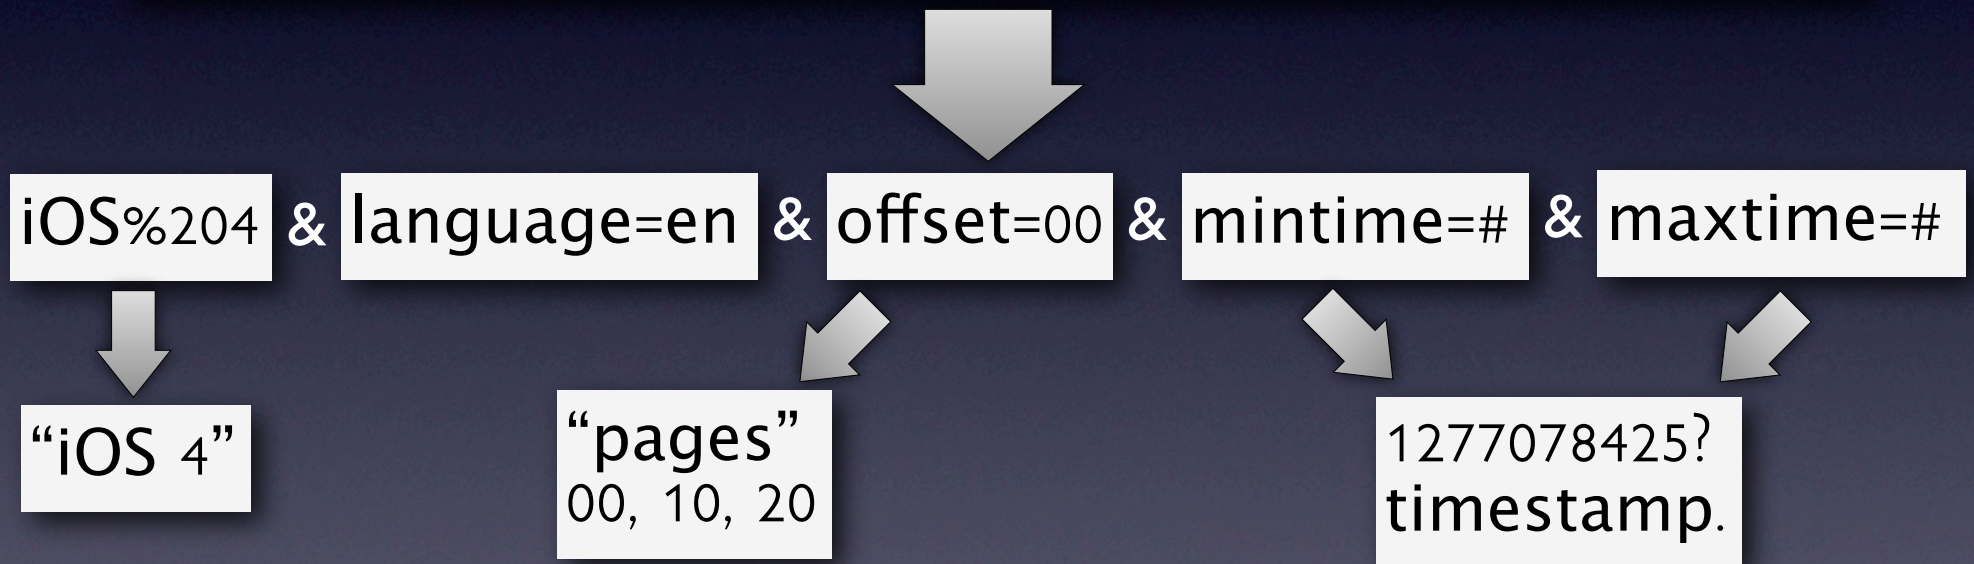 iOS%204 & language=en & offset=00 & mintime=# & maxtime=#
“iOS 4”
“pages”
00, 10, 20
1277078425?
timestamp.